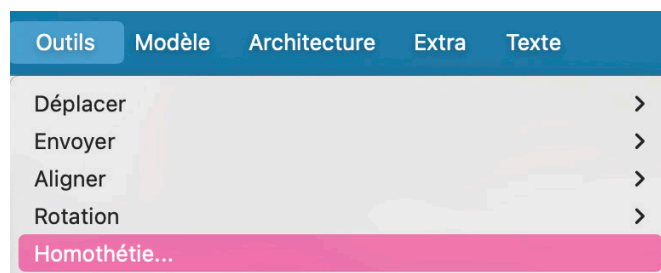 Outils Modèle Architecture Extra Texte
Déplacer
Envoyer
Aligner
Rotation
Homothétie...